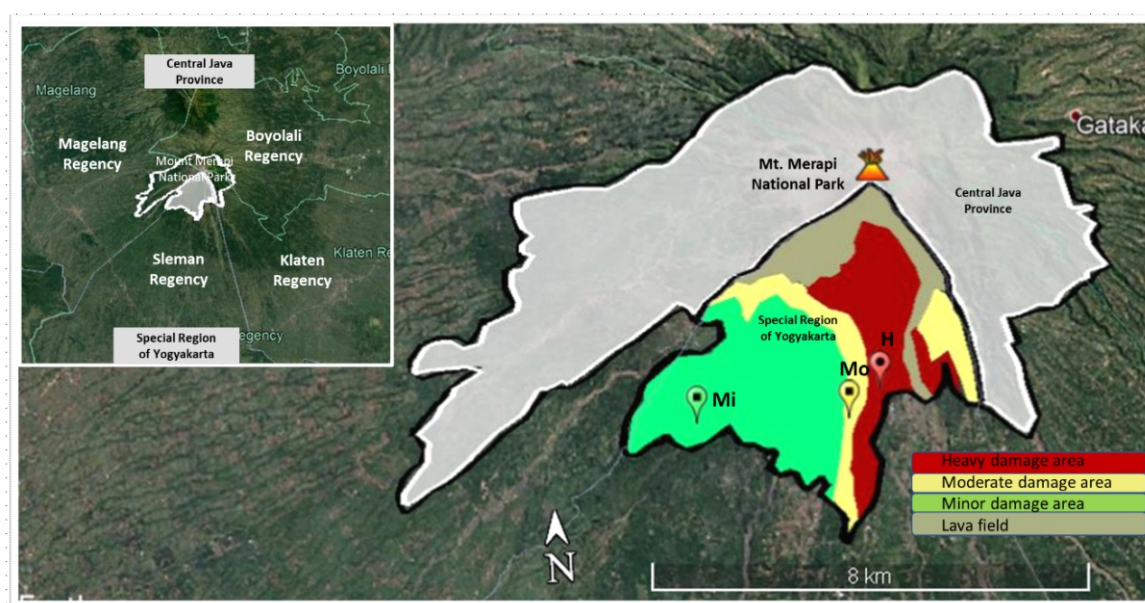 Central Java
Province
Magelang
Magelang
Regency
Boyolali
Regency
Mount Merapi
National Park
Sleman
Regency
Klaten
Regency
Special Region
of Yogyakarta
Gataka
Mt. Merapi
National Park
Central Java
Province
Special Region
of Yogyakarta
H
Mo
Mi
Heavy damage area
Moderate damage area
Minor damage area
Lava field
N
8 km